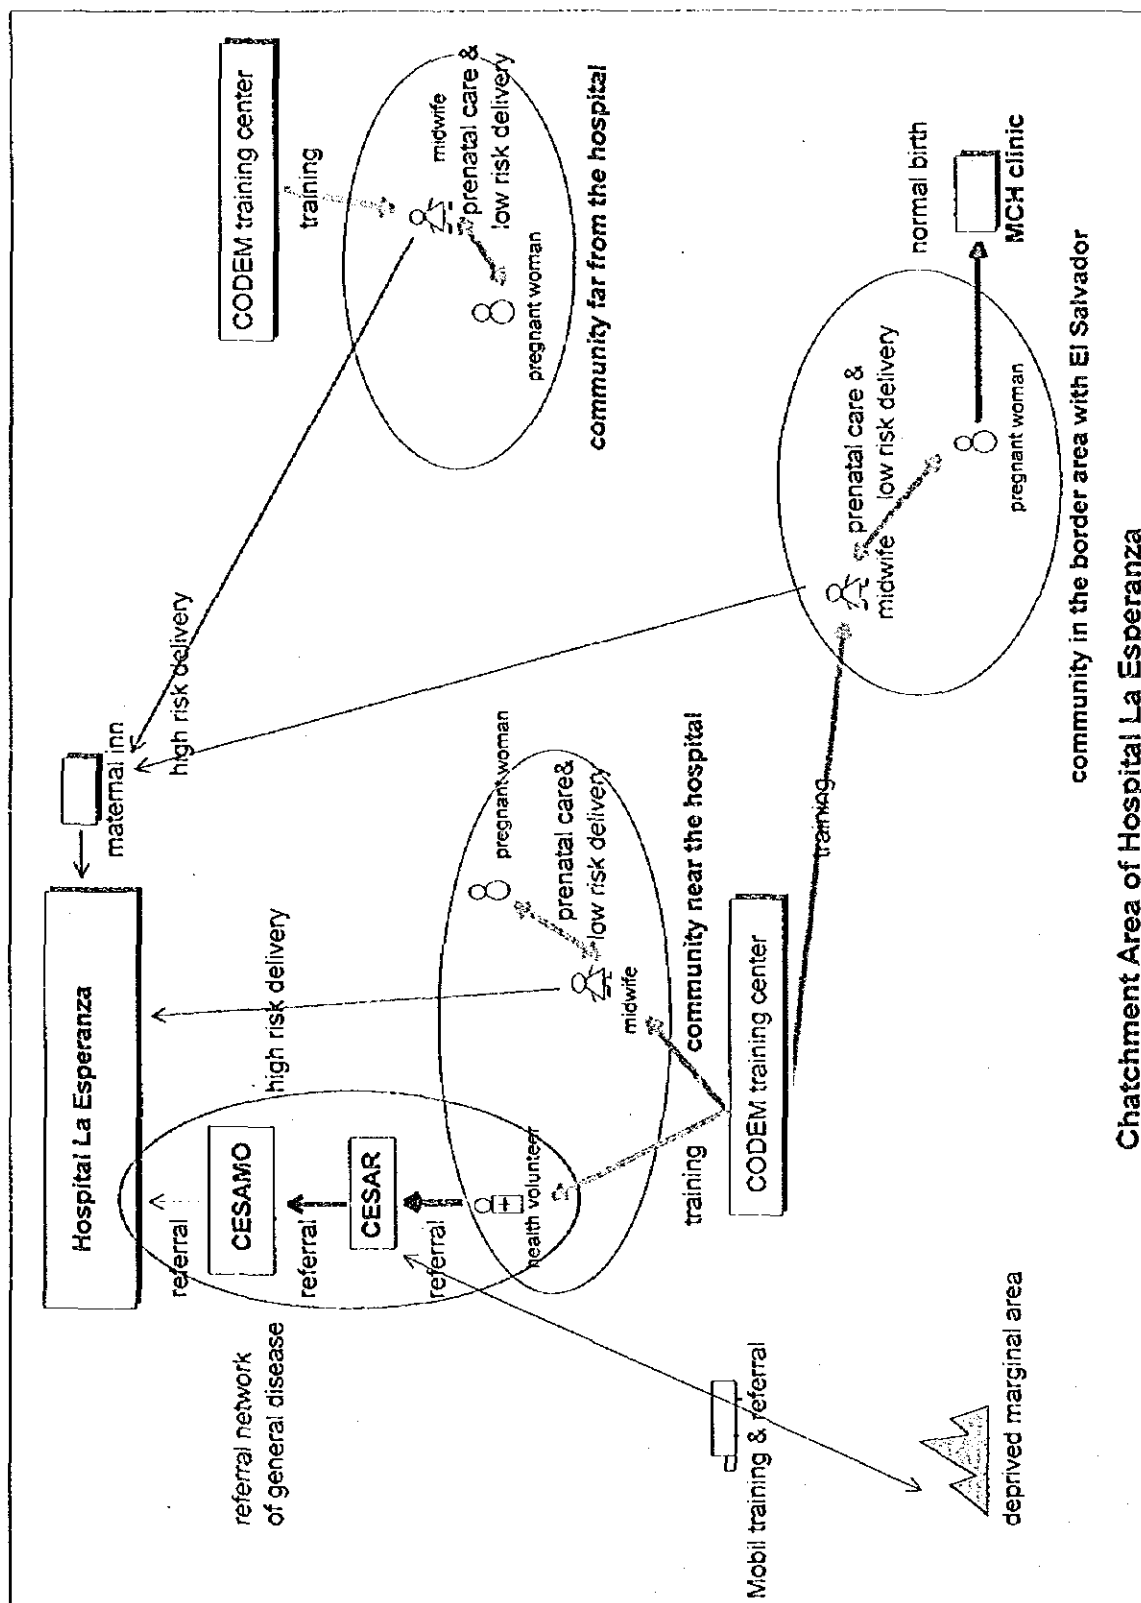 Hospital La Esperanza
maternal inn
referral
CESAMO
referral
CESAR
referral
health volunteer
referral network
of general disease
high risk delivery
high risk delivery
CODEM training center
training
midwife
prenatal care &
low risk delivery
pregnant woman
community far from the hospital
pregnant woman
prenatal care&
low risk delivery
midwife
community near the hospital
training
CODEM training center
training
Mobil training & referral
deprived marginal area
midwife
prenatal care &
low risk delivery
pregnant woman
normal birth
MCH clinic
community in the border area with El Salvador
Chatchment Area of Hospital La Esperanza